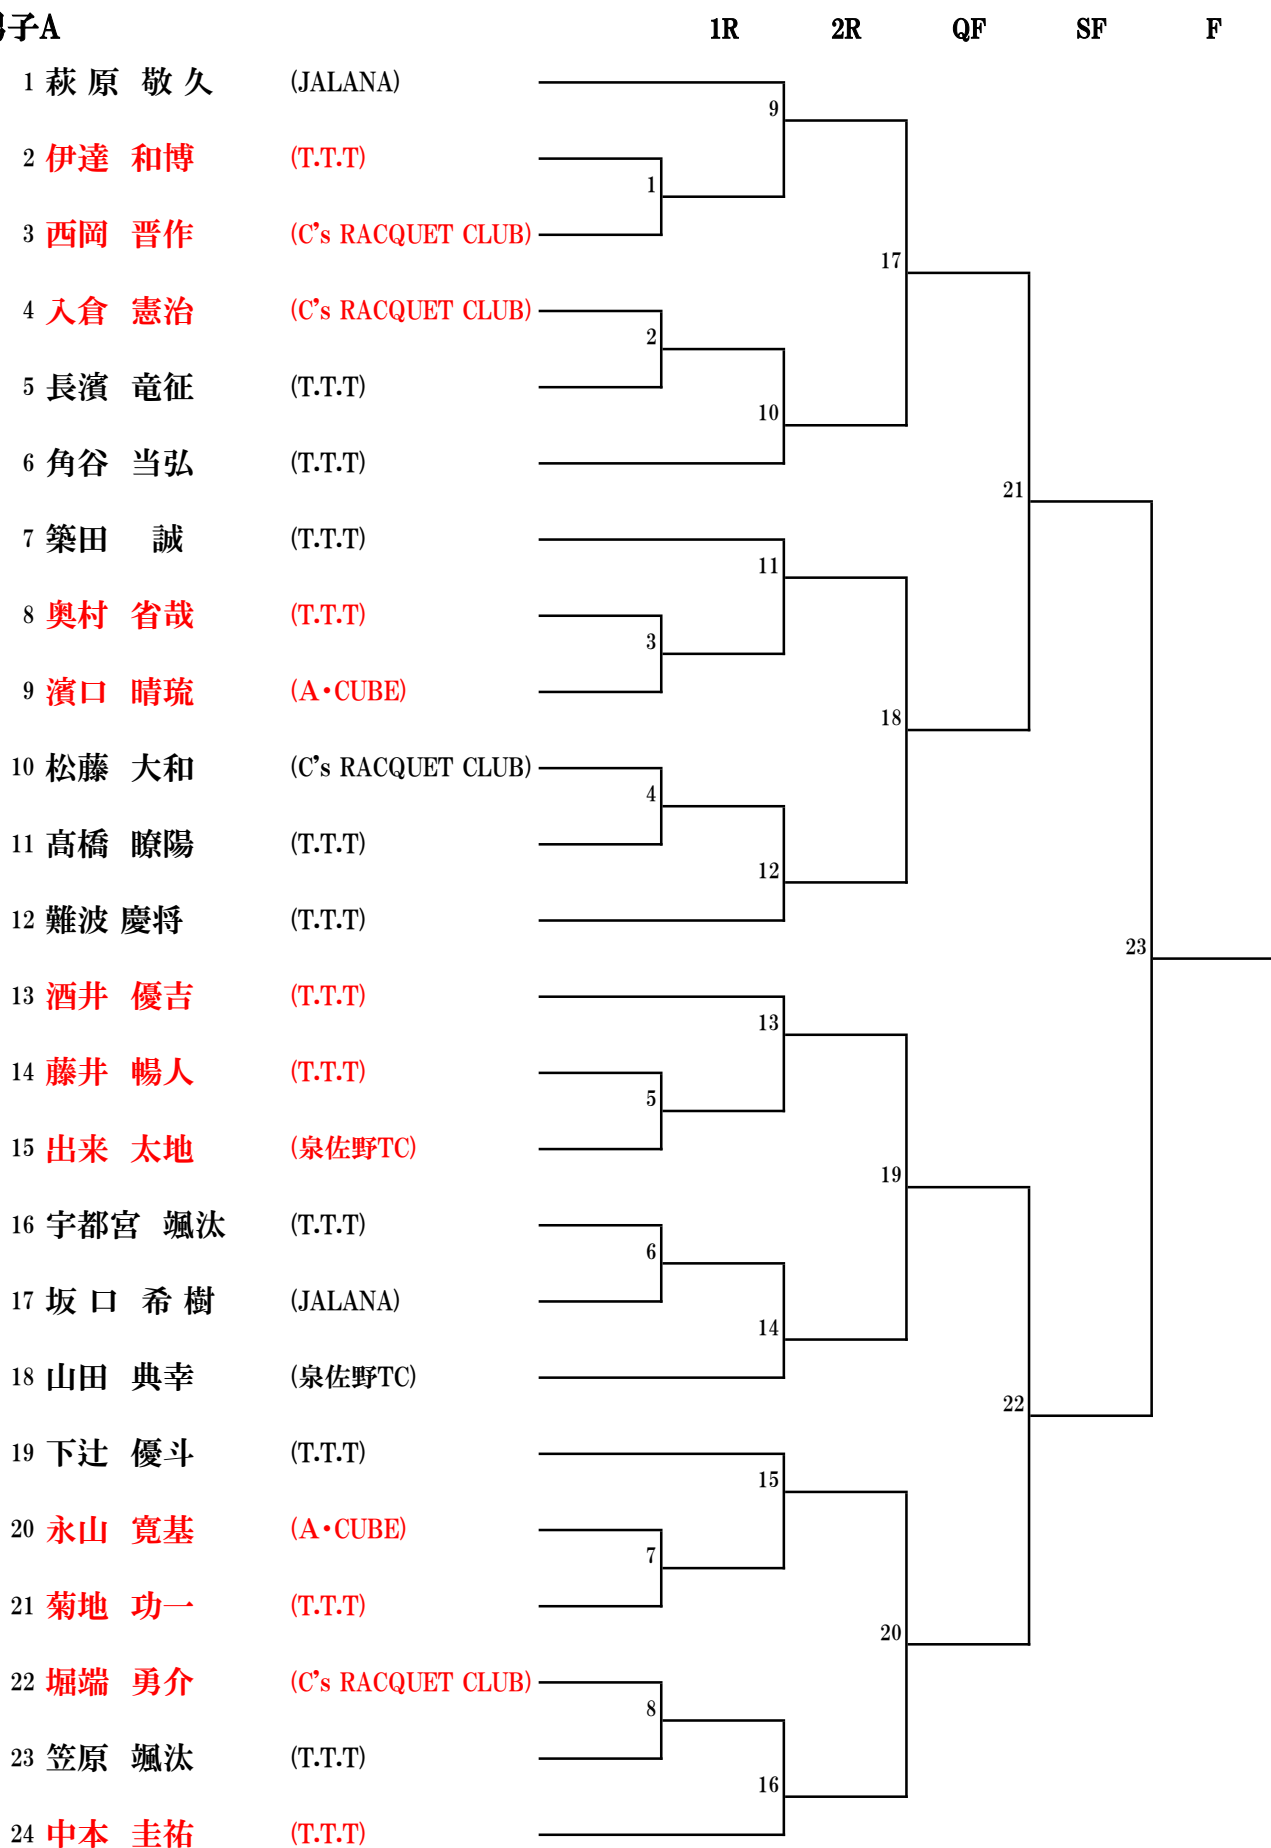 男子A 1R 2R QF SF F
1 萩原 敬久 (JALANA)
9
2 伊達 和博 (T.T.T)
1
3 西岡 晋作 (C's RACQUET CLUB)
17
4 入倉 憲治 (C's RACQUET CLUB)
2
5 長濱 竜征 (T.T.T)
10
6 角谷 当弘 (T.T.T)
21
7 築田 誠 (T.T.T)
11
8 奥村 省哉 (T.T.T)
3
9 濱口 晴琉 (A・CUBE)
18
10 松藤 大和 (C's RACQUET CLUB)
4
11 髙橋 瞭陽 (T.T.T)
12
12 難波 慶将 (T.T.T)
23
13 酒井 優吉 (T.T.T)
13
14 藤井 暢人 (T.T.T)
5
15 出来 太地 (泉佐野TC)
19
16 宇都宮 颯汰 (T.T.T)
6
17 坂口 希樹 (JALANA)
14
18 山田 典幸 (泉佐野TC)
22
19 下辻 優斗 (T.T.T)
15
20 永山 寛基 (A・CUBE)
7
21 菊地 功一 (T.T.T)
20
22 堀端 勇介 (C's RACQUET CLUB)
8
23 笠原 颯汰 (T.T.T)
16
24 中本 圭祐 (T.T.T)